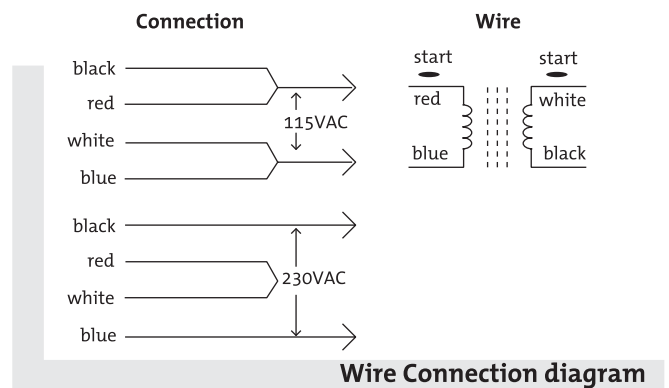 Connection
black
red
115VAC
white
blue
black
red
230VAC
white
blue
Wire
start
start
red
white
blue
black
Wire Connection diagram